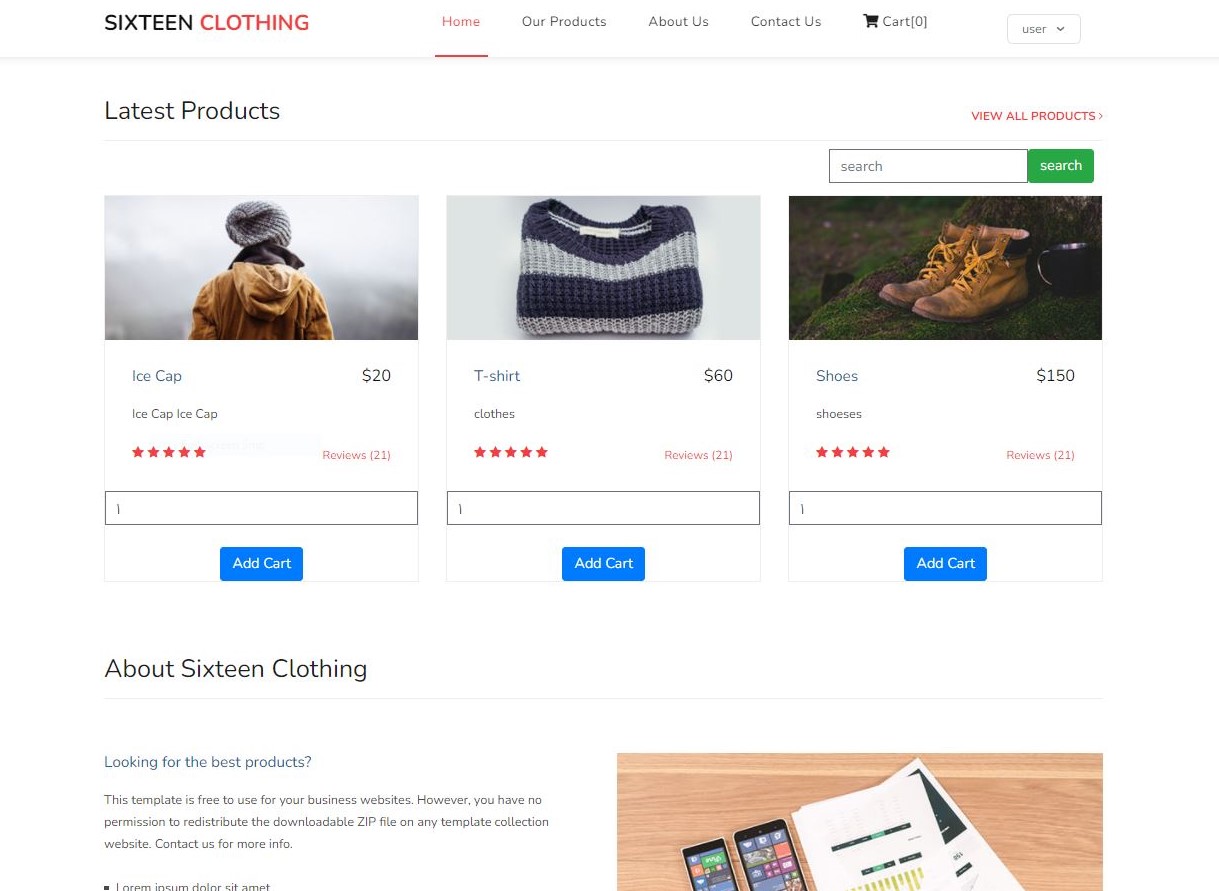 SIXTEEN CLOTHING
Home Our Products About Us Contact Us Cart[0] user
Latest Products
VIEW ALL PRODUCTS
search search
Ice Cap $20
Ice Cap Ice Cap
Reviews (21)
١
Add Cart
T-shirt $60
clothes
Reviews (21)
١
Add Cart
Shoes $150
shoeses
Reviews (21)
١
Add Cart
About Sixteen Clothing
Looking for the best products?
This template is free to use for your business websites. However, you have no
permission to redistribute the downloadable ZIP file on any template collection
website. Contact us for more info.
Lorem ipsum dolor sit amet